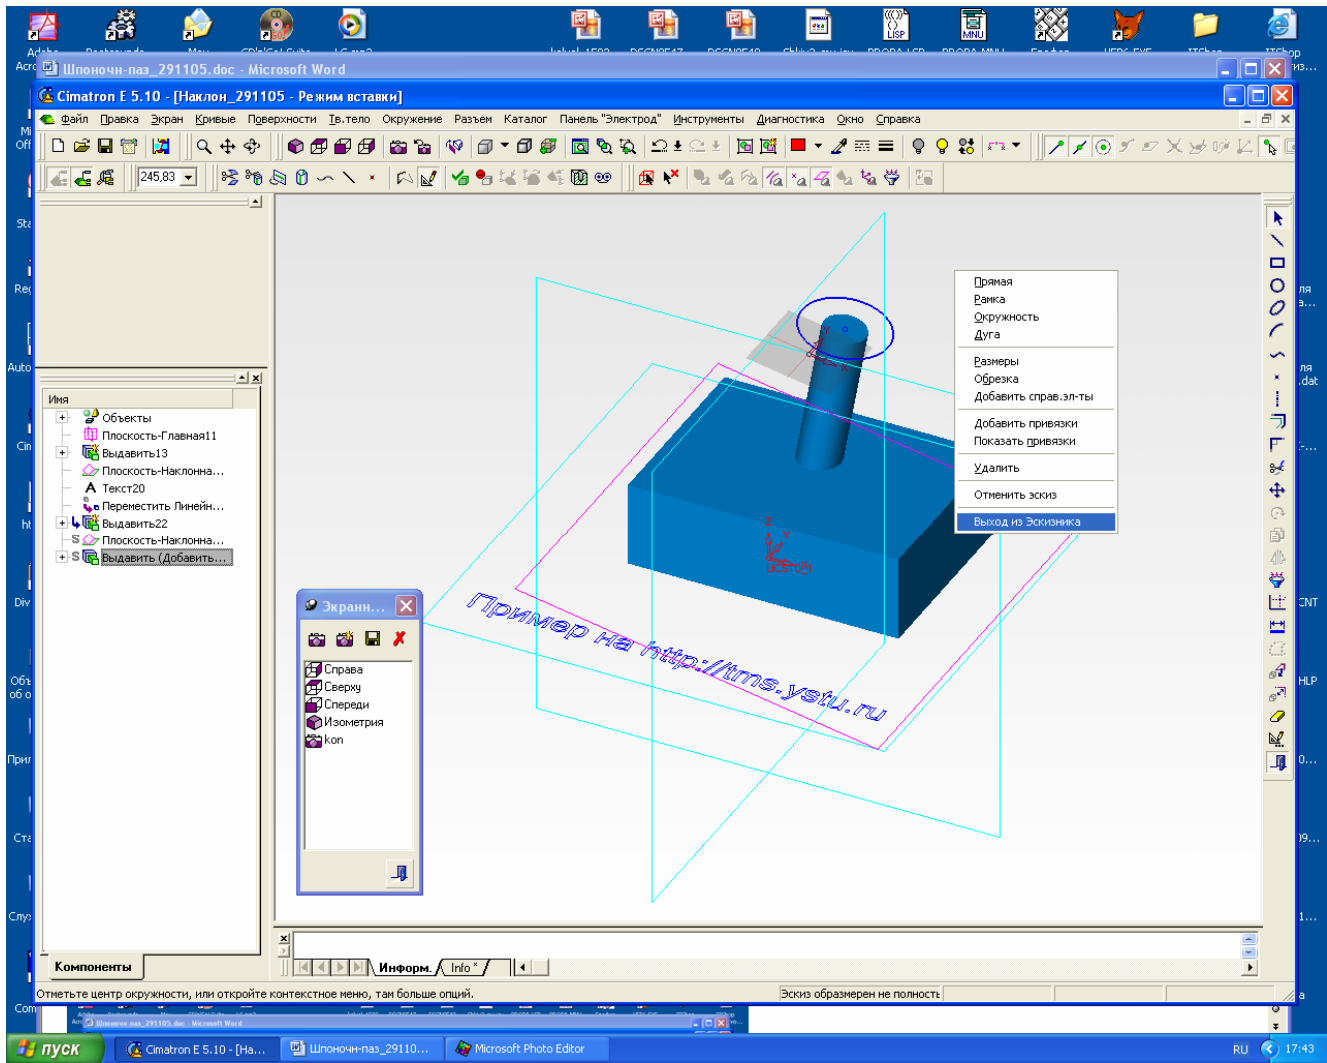 Шпоночн-паз_291105.doc - Microsoft Word
Cimatron E 5.10 - [Наклон_291105 - Режим вставки]
Файл Правка Экран Кривые Поверхности Тв.тело Окружение Разъем Каталог Панель "Электрод" Инструменты Диагностика Окно Справка
245,83
Имя
Объекты
Плоскость-Главная11
Выдавить13
Плоскость-Наклонна...
Текст20
Переместить Линейн...
Выдавить22
Плоскость-Наклонна...
Выдавить (Добавить...
Компоненты
Прямая
Рамка
Окружность
Дуга
Размеры
Обрезка
Добавить справ.эл-ты
Добавить привязки
Показать привязки
Удалить
Отменить эскиз
Выход из Эскизника
Пример на http://tms.ystu.ru
Экранн...
Справа
Сверху
Спереди
Изометрия
kon
Информ. Info *
Отметьте центр окружности, или откройте контекстное меню, там больше опций.
Эскиз образмерен не полность
пуск
Cimatron E 5.10 - [На...
Шпоночн-паз_29110...
Microsoft Photo Editor
RU 17:43